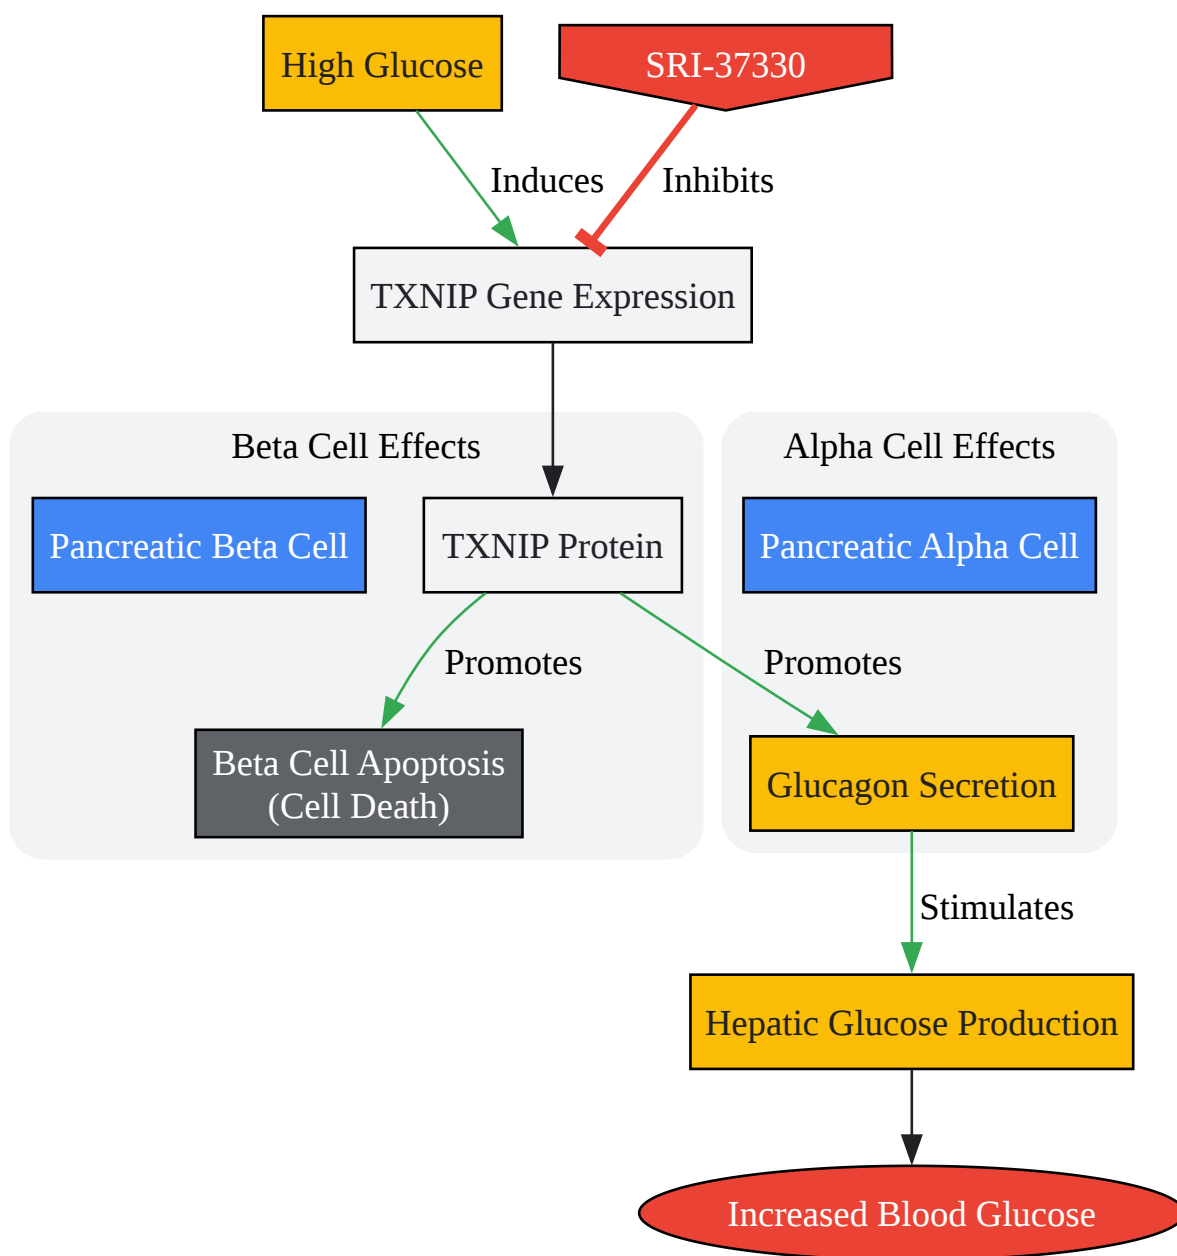 High Glucose
SRI-37330
Induces
Inhibits
TXNIP Gene Expression
Beta Cell Effects
Alpha Cell Effects
Pancreatic Beta Cell
TXNIP Protein
Pancreatic Alpha Cell
Promotes
Promotes
Beta Cell Apoptosis
(Cell Death)
Glucagon Secretion
Stimulates
Hepatic Glucose Production
Increased Blood Glucose